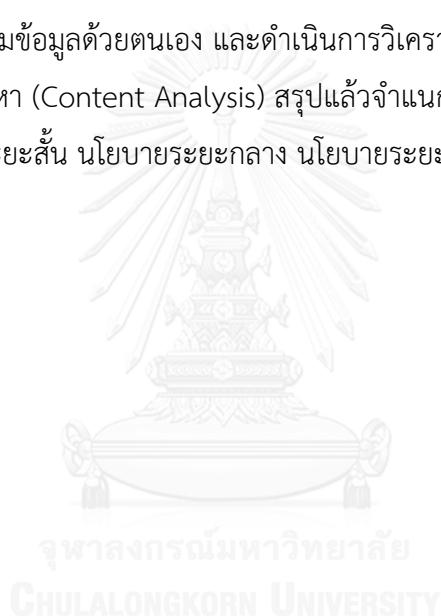 มข้อมูลด้วยตนเอง และดำเนินการวิเครา
หา (Content Analysis) สรุปแล้วจำแนก
ยะสั้น นโยบายระยะกลาง นโยบายระยะ
จุฬาลงกรณ์มหาวิทยาลัย
CHULALONGKORN UNIVERSITY